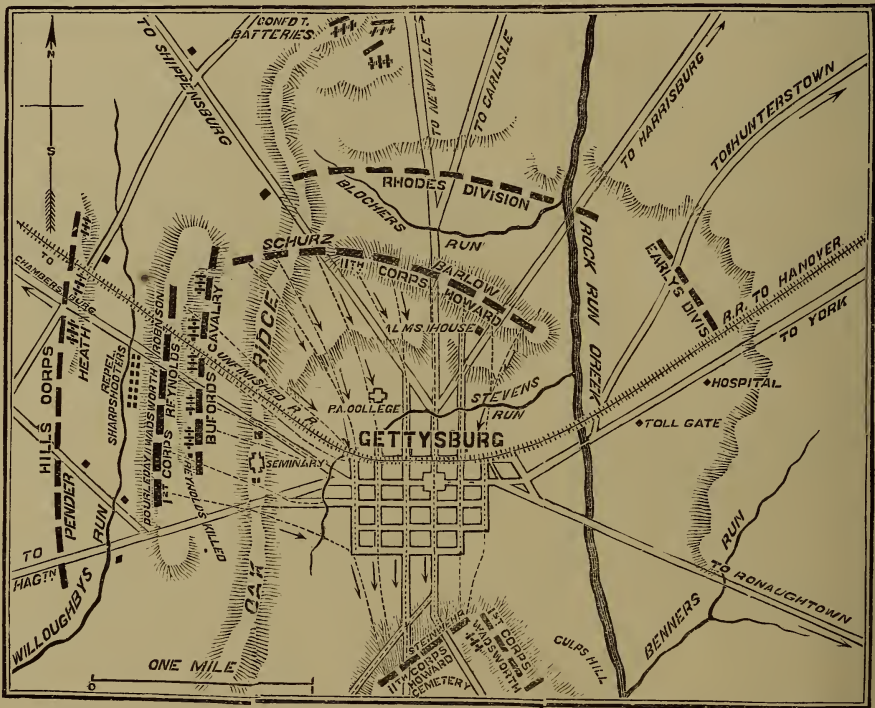 CONFDT.
BATTERIES
N
S
TO SHIPPENSBURG
TO NEWVILLE
TO CARLISLE
TO HARRISBURG
TO HUNTERSTOWN
RHODES DIVISION
BLOCHERS
RUN
SCHURZ
11TH CORPS
BARLOW
HOWARD
ROCK RUN CREEK
EARLYS DIVIS
R.R. TO HANOVER
TO YORK
TO
CHAMBERSBURG
HILLS CORPS
HEATH
PENDER
REPEL
SHARPSHOOTERS
DOUBLEDAY WADSWORTH ROBINSON
1ST CORPS REYNOLDS
REYNOLDS KILLED
BUFORDS CAVALRY
UNFINISHED R.R.
OAK RIDGE
ALMS HOUSE
PA. COLLEGE
STEVENS
RUN
GETTYSBURG
SEMINARY
HOSPITAL
TOLL GATE
TO
HAGTN
WILLOUGHBYS RUN
TO RONAUGHTOWN
BENNERS RUN
CULPS HILL
STEINWEHR
11TH CORPS
HOWARD
CEMETERY
1ST CORPS
WADSWORTH
ONE MILE
0
1